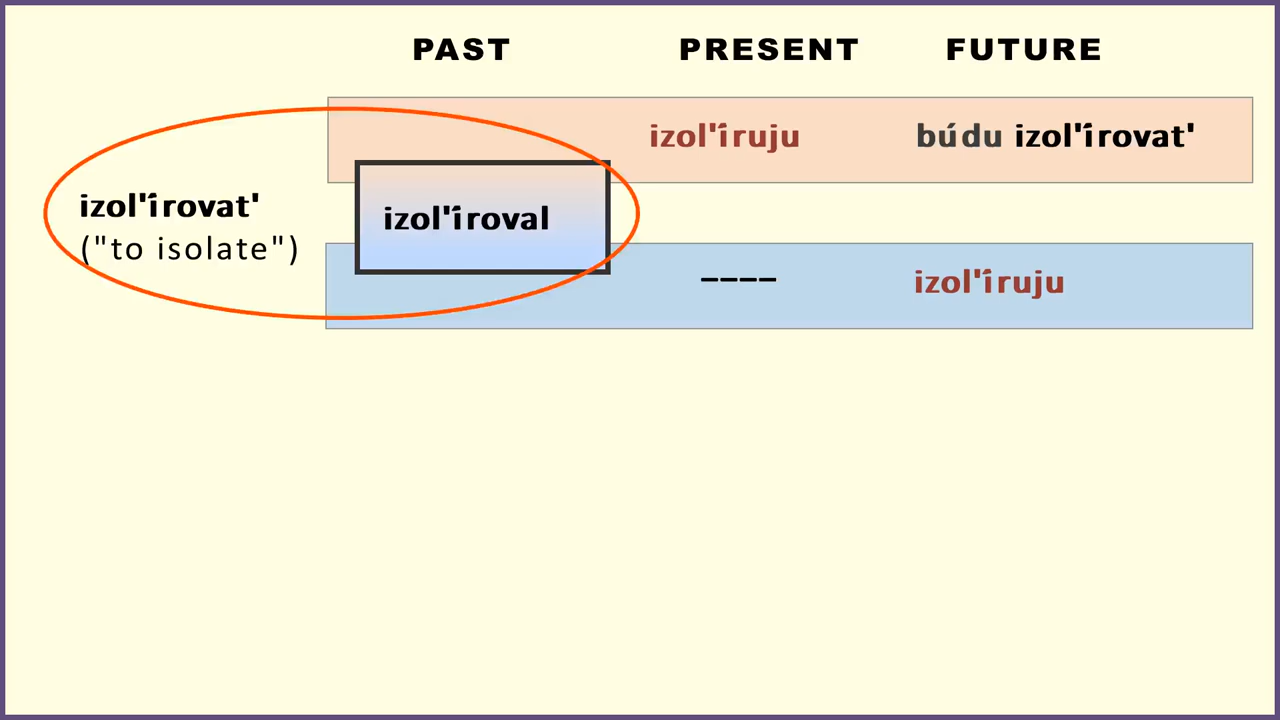 PAST PRESENT FUTURE
izol'íruju búdu izol'írovat'
izol'írovat'
("to isolate")
izol'íroval
---- izol'íruju